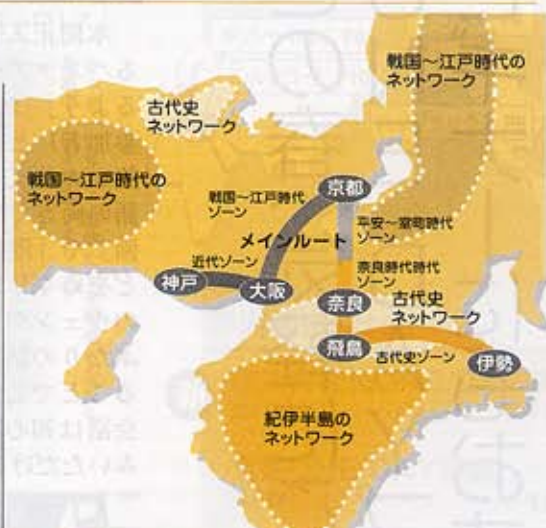 戦国〜江戸時代の
ネットワーク
古代史
ネットワーク
戦国〜江戸時代の
ネットワーク
戦国〜江戸時代
ゾーン
京都
メインルート
平安〜室町時代
ゾーン
近代ゾーン
神戸
大阪
奈良時代時代
ゾーン
奈良
古代史
ネットワーク
飛鳥
古代史ゾーン
伊勢
紀伊半島の
ネットワーク